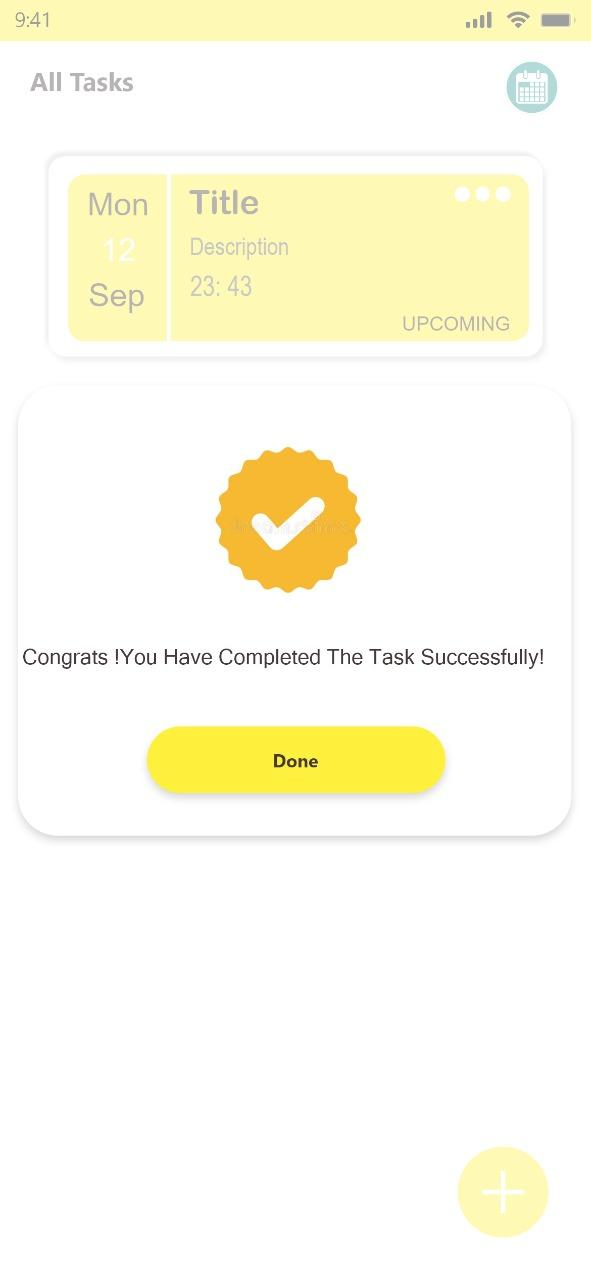 9:41
All Tasks
Mon
12
Sep
Title
Description
23: 43
UPCOMING
Congrats !You Have Completed The Task Successfully!
Done